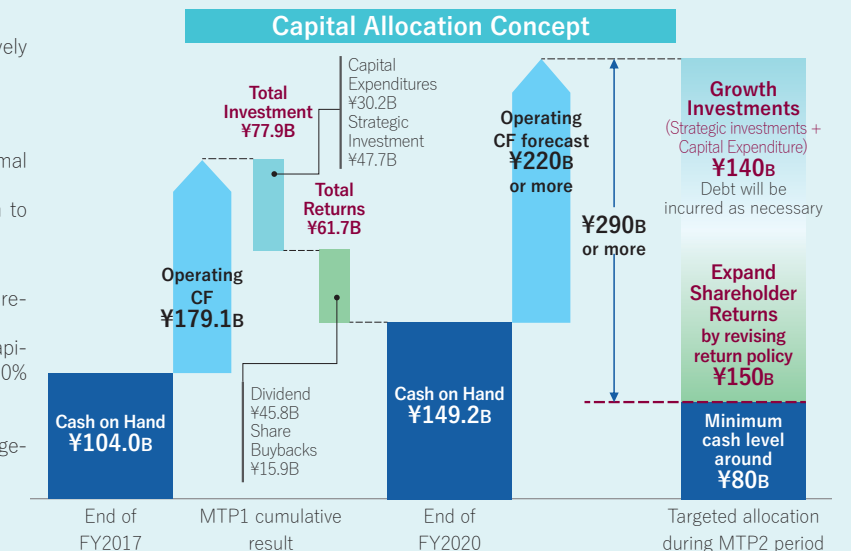 Capital Allocation Concept
vely
mal
to
re-
api-
0%
ge-
Cash on Hand
¥104.0B
Operating
CF
¥179.1B
Total
Investment
¥77.9B
Capital
Expenditures
¥30.2B
Strategic
Investment
¥47.7B
Total
Returns
¥61.7B
Dividend
¥45.8B
Share
Buybacks
¥15.9B
Cash on Hand
¥149.2B
Operating
CF forecast
¥220B
or more
¥290B
or more
Growth
Investments
(Strategic investments +
Capital Expenditure)
¥140B
Debt will be
incurred as necessary
Expand
Shareholder
Returns
by revising
return policy
¥150B
Minimum
cash level
around
¥80B
End of
FY2017
MTP1 cumulative
result
End of
FY2020
Targeted allocation
during MTP2 period